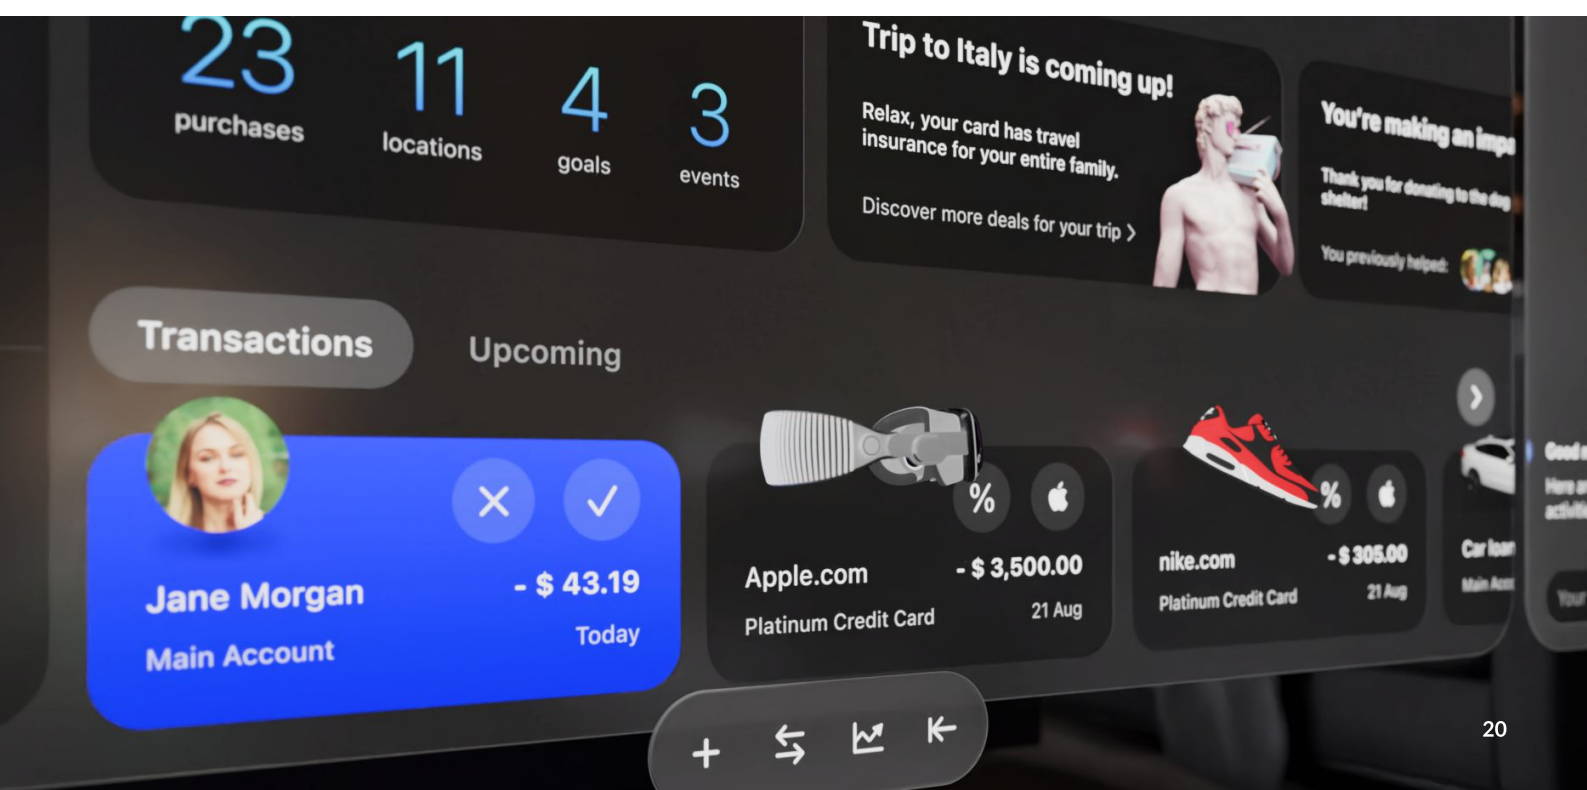 23
purchases
11
locations
4
goals
3
events
Trip to Italy is coming up!
Relax, your card has travel
insurance for your entire family.
Discover more deals for your trip >
You're making an
Thank you for donating to the dog
shelter!
You previously helped:
Transactions
Upcoming
Jane Morgan
- $ 43.19
Main Account
Today
%
Apple.com
- $ 3,500.00
Platinum Credit Card
21 Aug
%
nike.com
- $ 305.00
Platinum Credit Card
21 Aug
Car loan
Main
Good
Here
Your
20